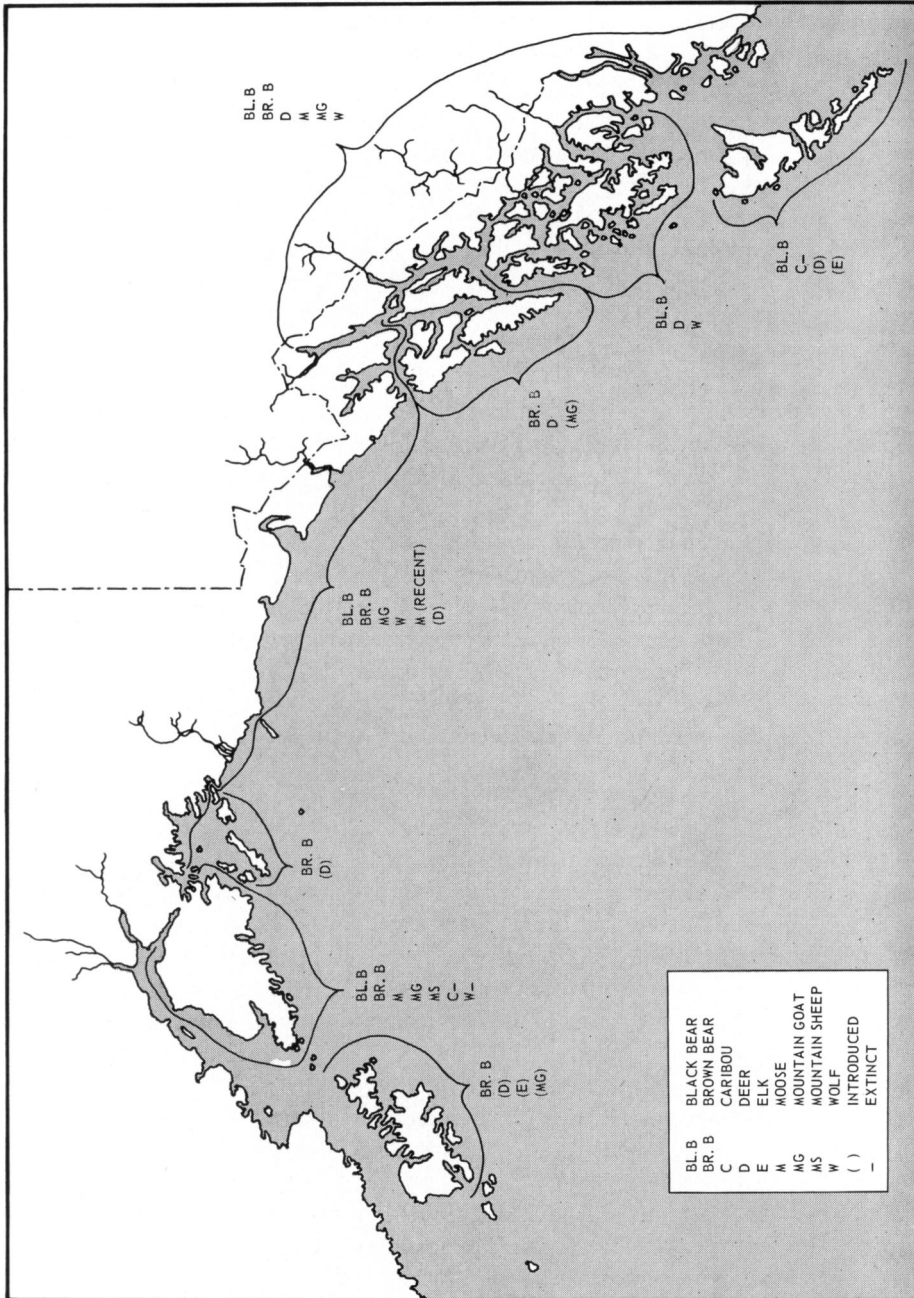 BL.B
BR. B
D
M
MG
W
BL.B
C–
(D)
(E)
BL.B
D
W
BR. B
D
(MG)
BL.B
BR. B
MG
W
M (RECENT)
(D)
BR. B
(D)
BL.B
BR. B
M
MG
MS
C–
W–
BR. B
(D)
(E)
(MG)
BL.B BLACK BEAR
BR. B BROWN BEAR
C CARIBOU
D DEER
E ELK
M MOOSE
MG MOUNTAIN GOAT
MS MOUNTAIN SHEEP
W WOLF
( ) INTRODUCED
– EXTINCT